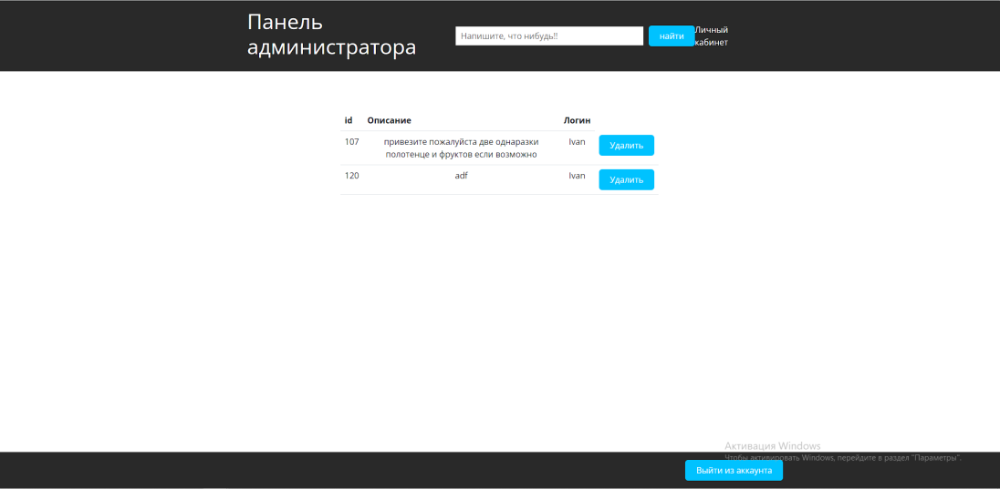 Панель
администратора
Напишите, что нибудь!!
найти
Личный
кабинет
id Описание Логин
107 привезите пожалуйста две однаразки Ivan Удалить
полотенце и фруктов если возможно
120 adf Ivan Удалить
Активация Windows
Чтобы активировать Windows, перейдите в раздел "Параметры".
Выйти из аккаунта